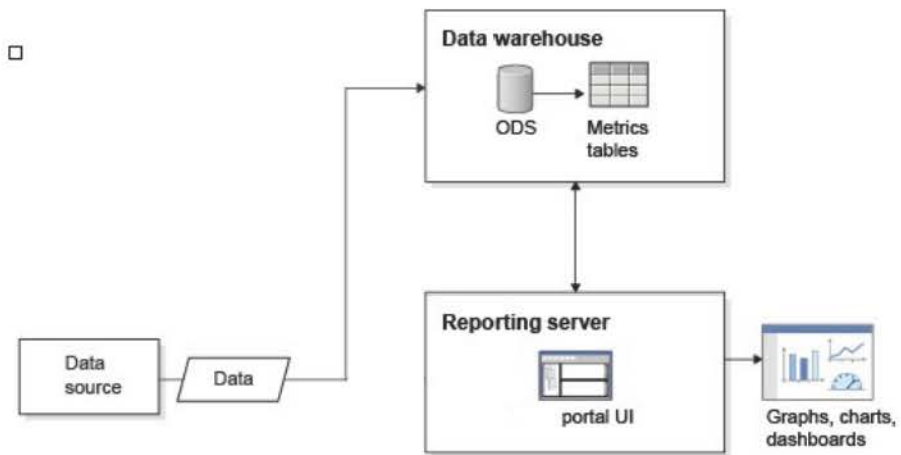 Data warehouse
ODS
Metrics
tables
Reporting server
portal UI
Data
source
Data
Graphs, charts,
dashboards